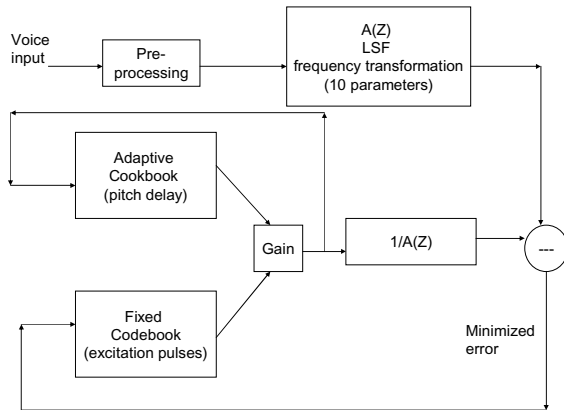 Voice
input
Pre-
processing
A(Z)
LSF
frequency transformation
(10 parameters)
Adaptive
Cookbook
(pitch delay)
Gain
1/A(Z)
---
Fixed
Codebook
(excitation pulses)
Minimized
error